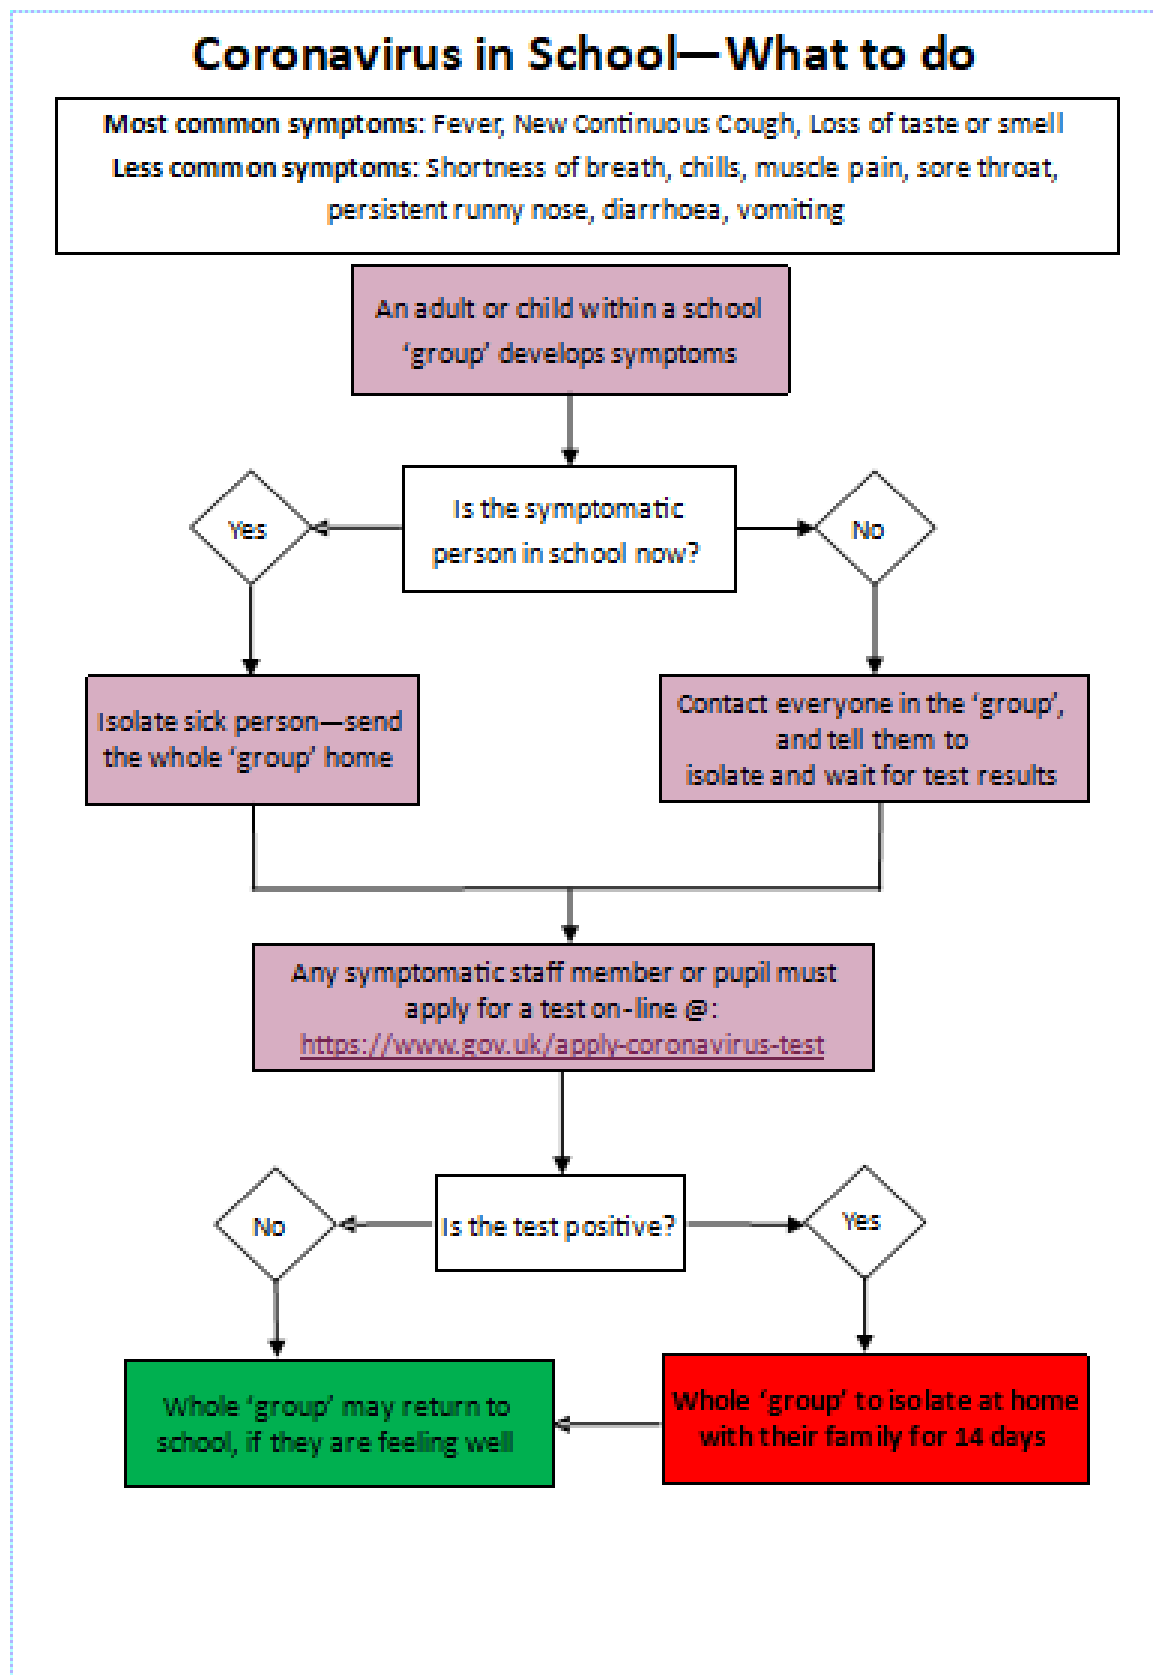 Coronavirus in School—What to do
Most common symptoms: Fever, New Continuous Cough, Loss of taste or smell
Less common symptoms: Shortness of breath, chills, muscle pain, sore throat,
persistent runny nose, diarrhoea, vomiting
An adult or child within a school
‘group’ develops symptoms
Is the symptomatic
person in school now?
Yes
No
Isolate sick person—send
the whole ‘group’ home
Contact everyone in the ‘group’,
and tell them to
isolate and wait for test results
Any symptomatic staff member or pupil must
apply for a test on-line @:
https://www.gov.uk/apply-coronavirus-test
Is the test positive?
No
Yes
Whole ‘group’ may return to
school, if they are feeling well
Whole ‘group’ to isolate at home
with their family for 14 days